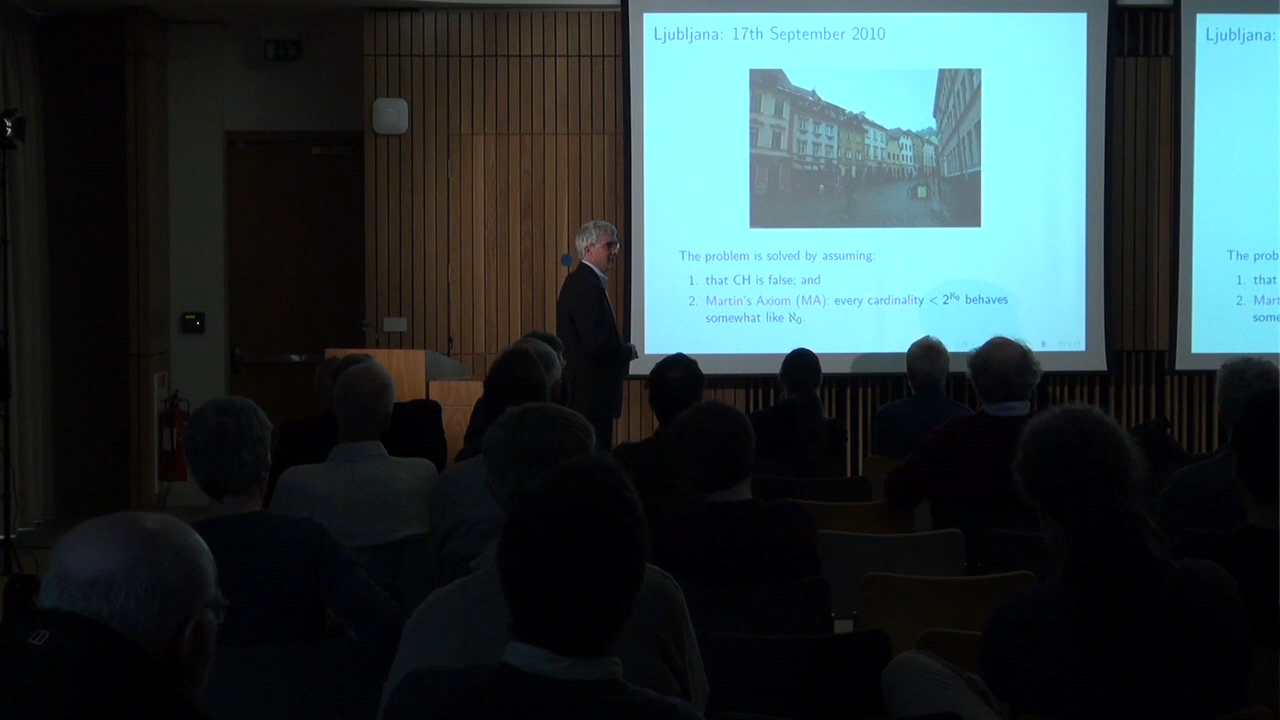 Ljubljana: 17th September 2010
The problem is solved by assuming:
1. that CH is false; and
2. Martin's Axiom (MA): every cardinality < 2^ℵ₀ behaves
somewhat like ℵ₀.
Ljubljana:
The prob
1. that
2. Mart
some